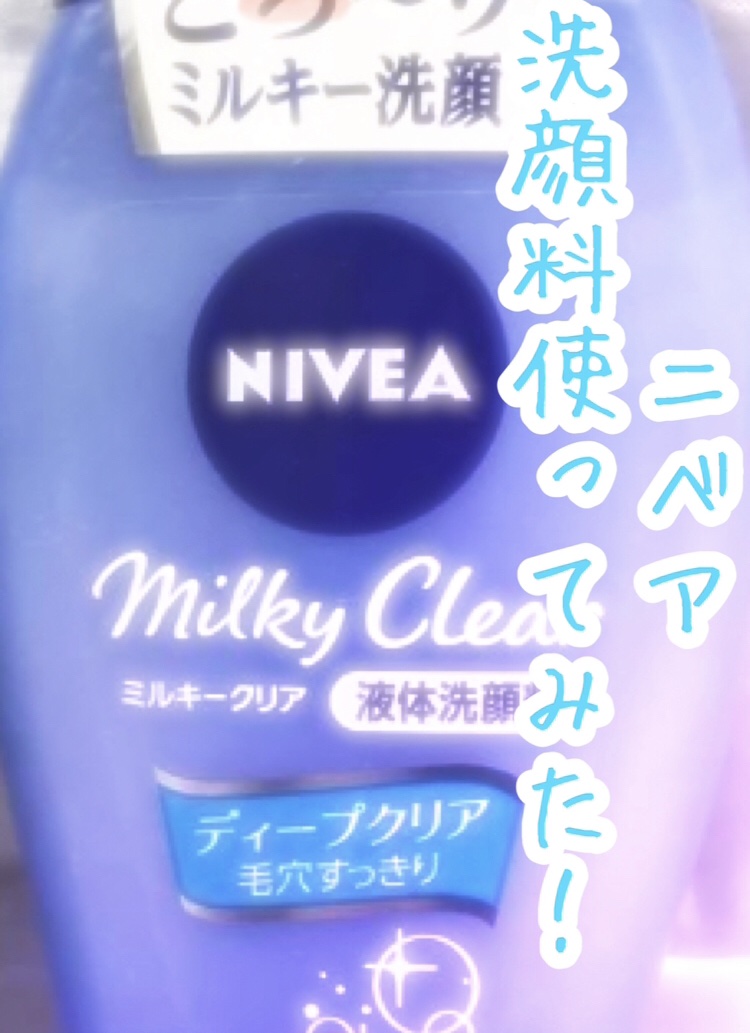 ニベア
洗顔料使ってみた!
ミルキー洗顔
NIVEA
Milky Clear
ミルキークリア
液体洗顔料
ディープクリア
毛穴すっきり